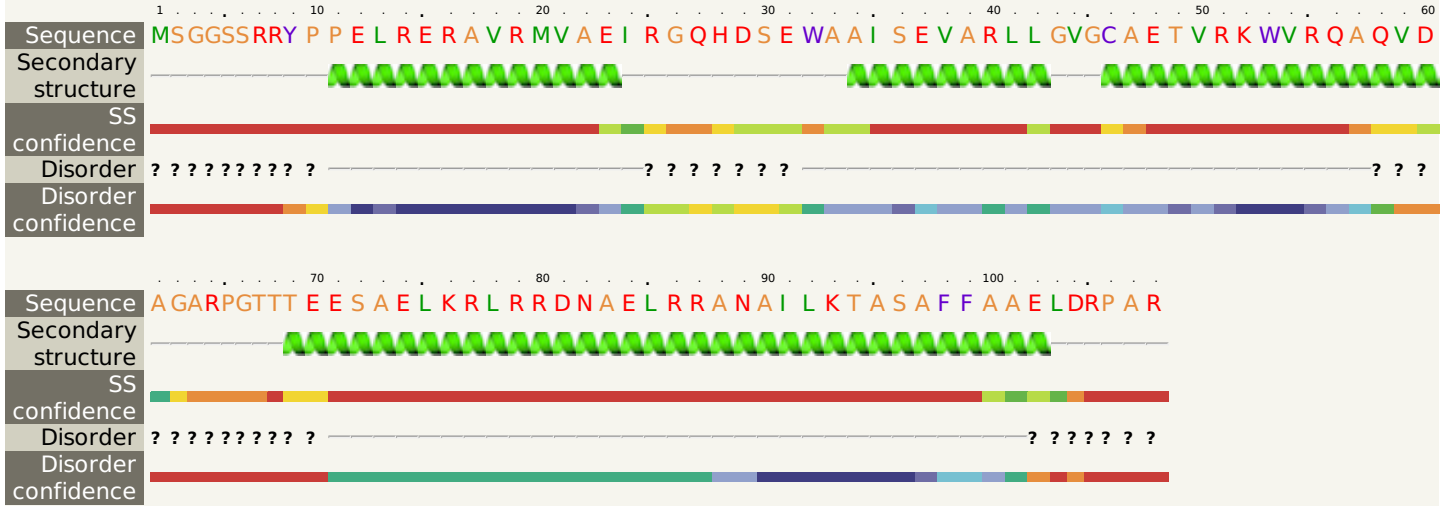 1 10 20 30 40 50 60
Sequence MSGGSSRRYPPELRERAVRMVAEIRGQHDSEWAAISEVARLLGVGCAETVRKWVRQAQVD
Secondary
structure
SS
confidence
Disorder ? ? ? ? ? ? ? ? ? ? ? ? ? ? ? ? ? ? ? ?
Disorder
confidence
70 80 90 100
Sequence AGARPGTTTEESAELKRLRRDNAELRRANAILKTASAFFAAELDRPAR
Secondary
structure
SS
confidence
Disorder ? ? ? ? ? ? ? ? ? ? ? ? ? ? ? ? ?
Disorder
confidence